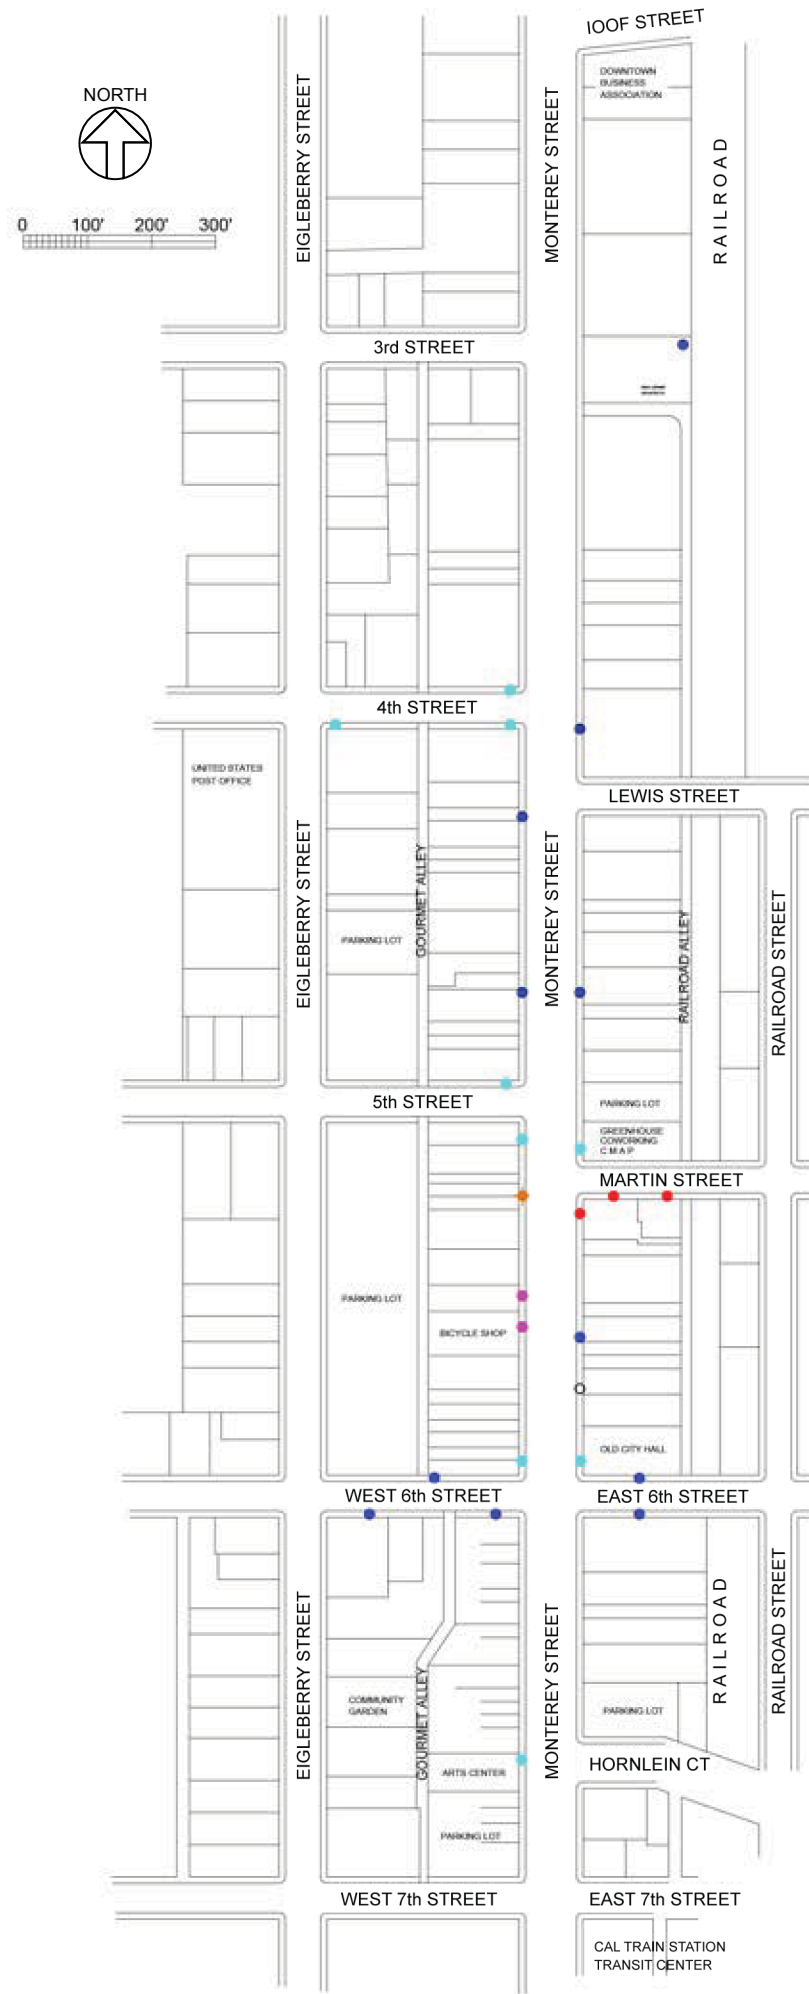 IOOF STREET
DOWNTOWN
BUSINESS
ASSOCIATION
NORTH
0 100' 200' 300'
EIGLEBERRY STREET
MONTEREY STREET
RAILROAD
3rd STREET
4th STREET
UNITED STATES
POST OFFICE
LEWIS STREET
EIGLEBERRY STREET
GOURMET ALLEY
MONTEREY STREET
RAILROAD ALLEY
RAILROAD STREET
PARKING LOT
5th STREET
PARKING LOT
GREENHOUSE
COWORKING
C M A P
MARTIN STREET
PARKING LOT
BICYCLE SHOP
OLD CITY HALL
WEST 6th STREET
EAST 6th STREET
EIGLEBERRY STREET
GOURMET ALLEY
MONTEREY STREET
RAILROAD
RAILROAD STREET
COMMUNITY
GARDEN
PARKING LOT
HORNLEIN CT
ARTS CENTER
PARKING LOT
WEST 7th STREET
EAST 7th STREET
CAL TRAIN STATION
TRANSIT CENTER